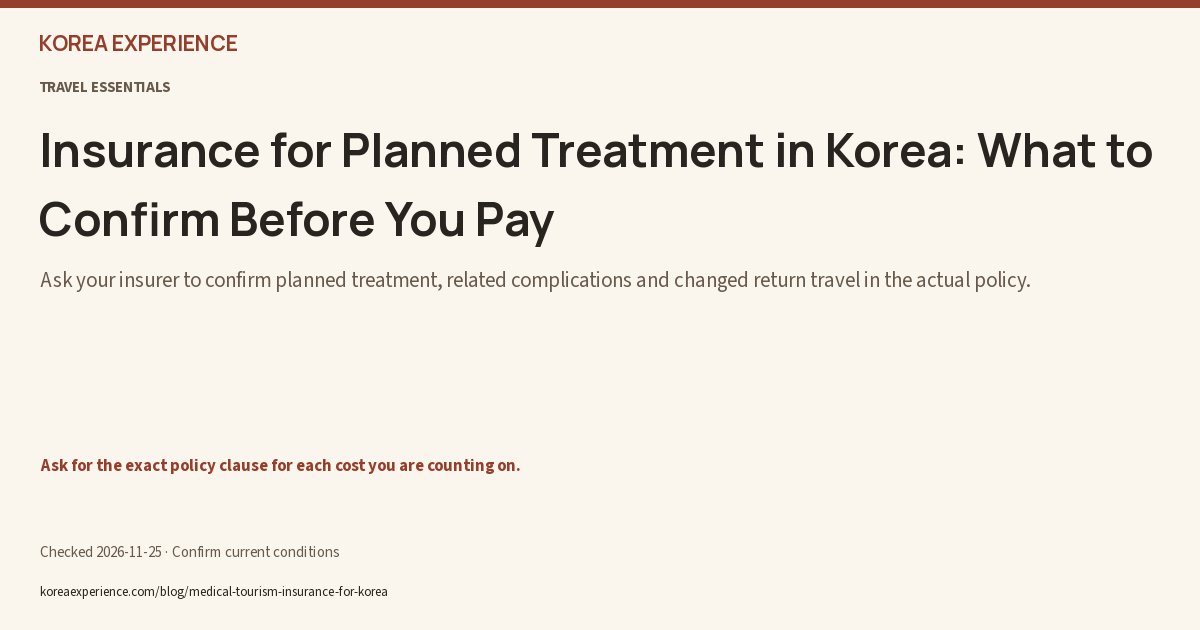 KOREA EXPERIENCE
TRAVEL ESSENTIALS
Insurance for Planned Treatment in Korea: What to
Confirm Before You Pay
Ask your insurer to confirm planned treatment, related complications and changed return travel in the actual policy.
Ask for the exact policy clause for each cost you are counting on.
Checked 2026-11-25 · Confirm current conditions
koreaexperience.com/blog/medical-tourism-insurance-for-korea